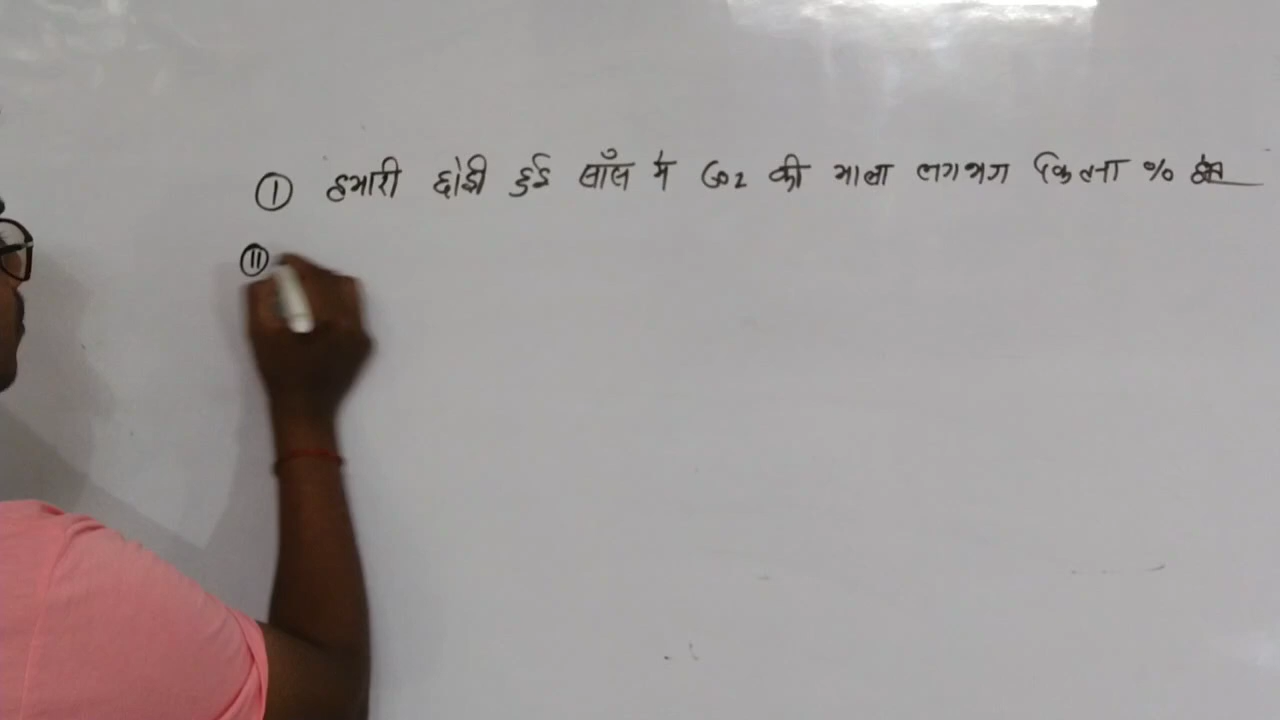 ① हमारी छोड़ी हुई साँस मे CO2 की मात्रा लगभग कितना %
⑪